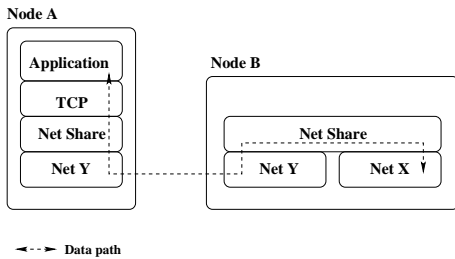 Node A
Application
TCP
Net Share
Net Y
Node B
Net Share
Net Y
Net X
Data path